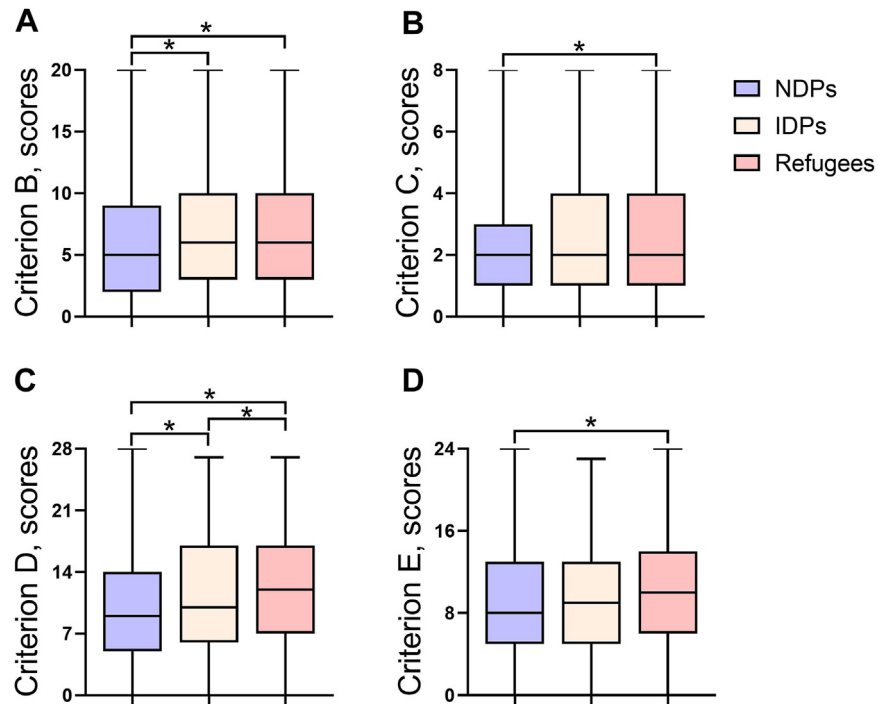 A
* 
*
Criterion B, scores
20
15
10
5
0
B
*
Criterion C, scores
8
6
4
2
0
NDPs
IDPs
Refugees
C
*
*
*
Criterion D, scores
28
21
14
7
0
D
*
Criterion E, scores
24
16
8
0